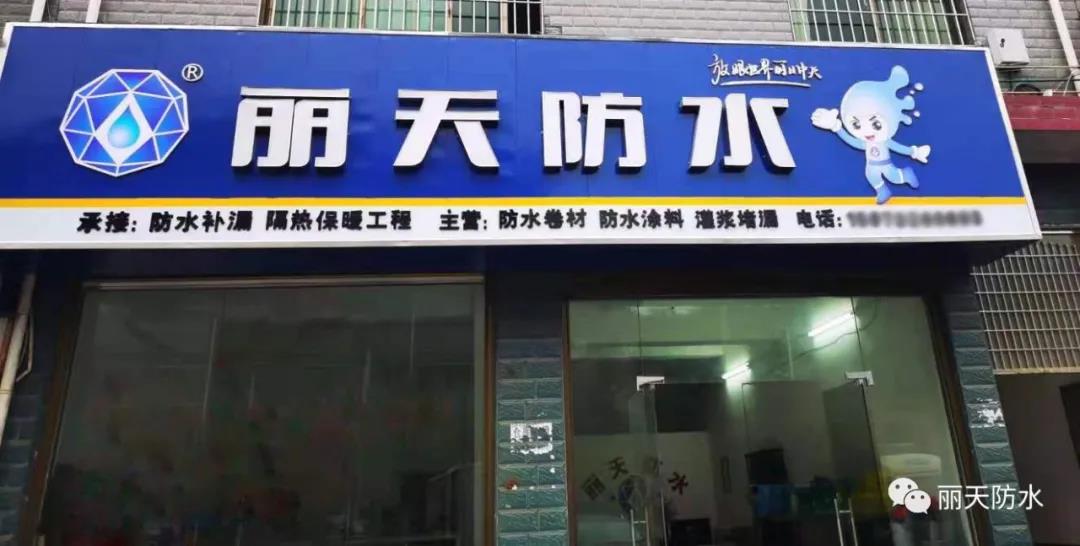 放眼世界 丽日中天
®
丽天防水
承接: 防水补漏 隔热保暖工程 主营: 防水卷材 防水涂料 灌浆堵漏 电话:
丽天防水
丽天防水